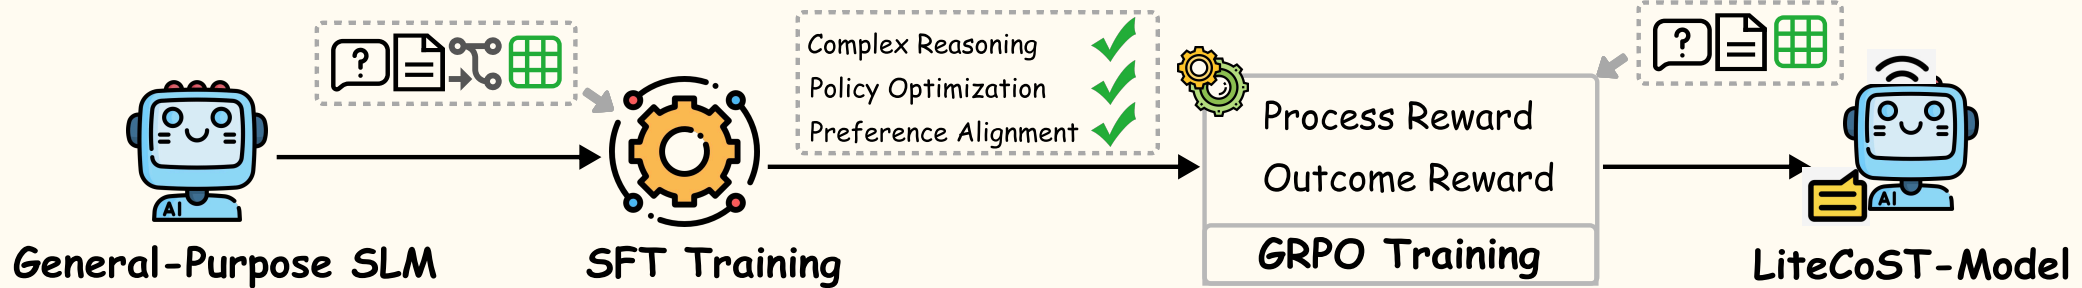 ?
Complex Reasoning
Policy Optimization
Preference Alignment
Process Reward
Outcome Reward
?
AI
AI
General-Purpose SLM
SFT Training
GRPO Training
LiteCoST-Model